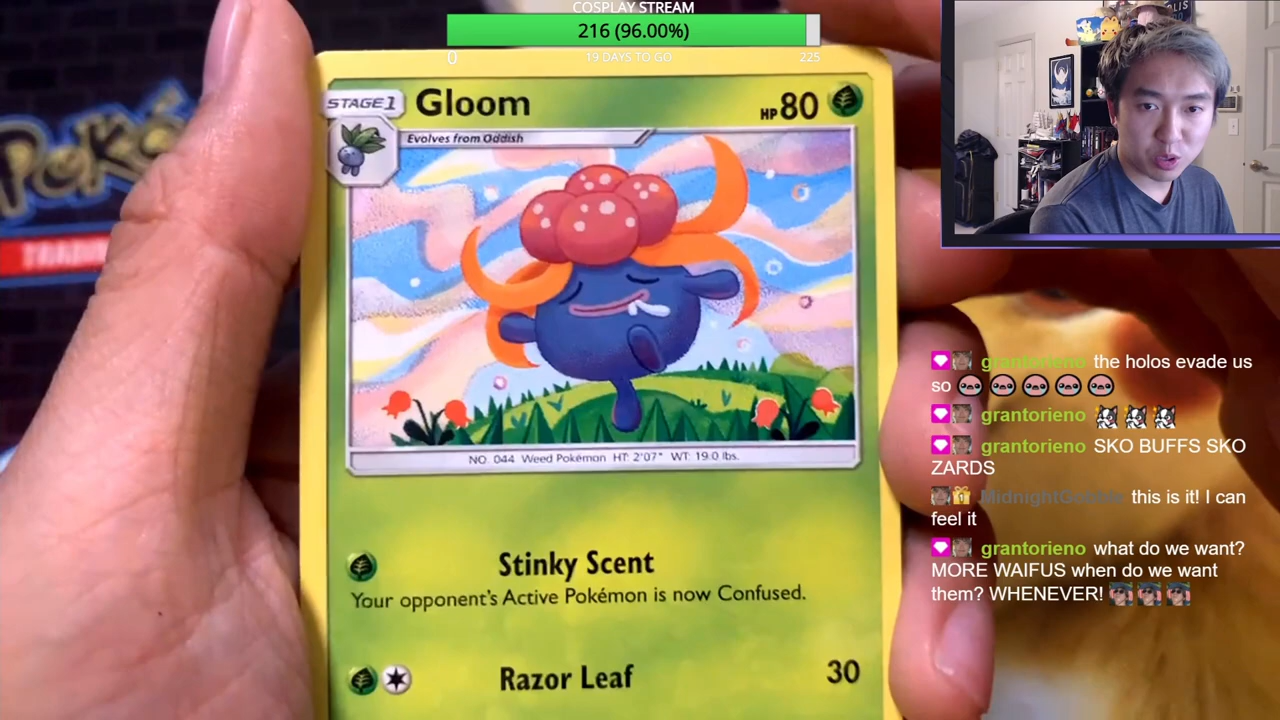 COSPLAY STREAM
216 (96.00%)
0 19 DAYS TO GO 225
STAGE 1 Gloom HP 80
Evolves from Oddish
NO. 044 Weed Pokémon HT: 2'07" WT: 19.0 lbs.
Stinky Scent
Your opponent's Active Pokémon is now Confused.
Razor Leaf 30
Poké
TRADIN
grantorieno the holos evade us
so
grantorieno
grantorieno SKO BUFFS SKO
ZARDS
this is it! I can
feel it
grantorieno what do we want?
MORE WAIFUS when do we want
them? WHENEVER!